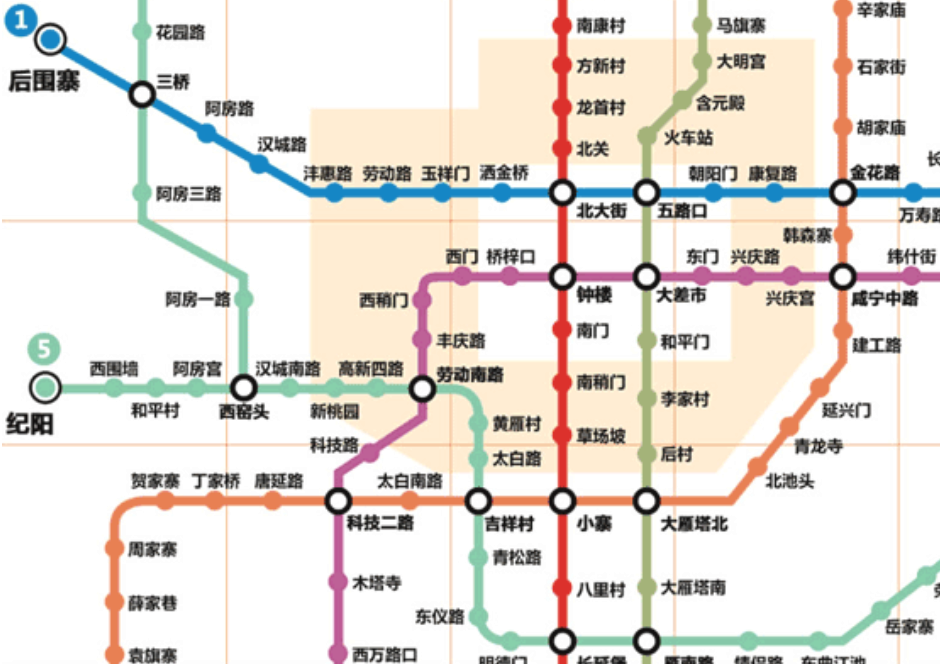 1
后围寨
花园路
三桥
阿房路
汉城路
沣惠路
劳动路
玉祥门
洒金桥
南康村
方新村
龙首村
北关
北大街
马旗寨
大明宫
含元殿
火车站
五路口
朝阳门
康复路
辛家庙
石家街
胡家庙
金花路
长
万寿路
阿房三路
韩森寨
西门
桥梓口
钟楼
大差市
东门
兴庆路
兴庆宫
咸宁中路
纬什街
阿房一路
西稍门
丰庆路
南门
和平门
建工路
5
纪阳
西围墙
和平村
阿房宫
西窑头
汉城南路
新桃园
高新四路
劳动南路
南稍门
李家村
延兴门
黄雁村
科技路
太白路
草场坡
后村
青龙寺
北池头
贺家寨
丁家桥
唐延路
科技二路
太白南路
吉祥村
小寨
大雁塔北
周家寨
青松路
木塔寺
八里村
大雁塔南
薛家巷
东仪路
岳家寨
袁旗寨
西万路口
明德门
长延堡
雁南路